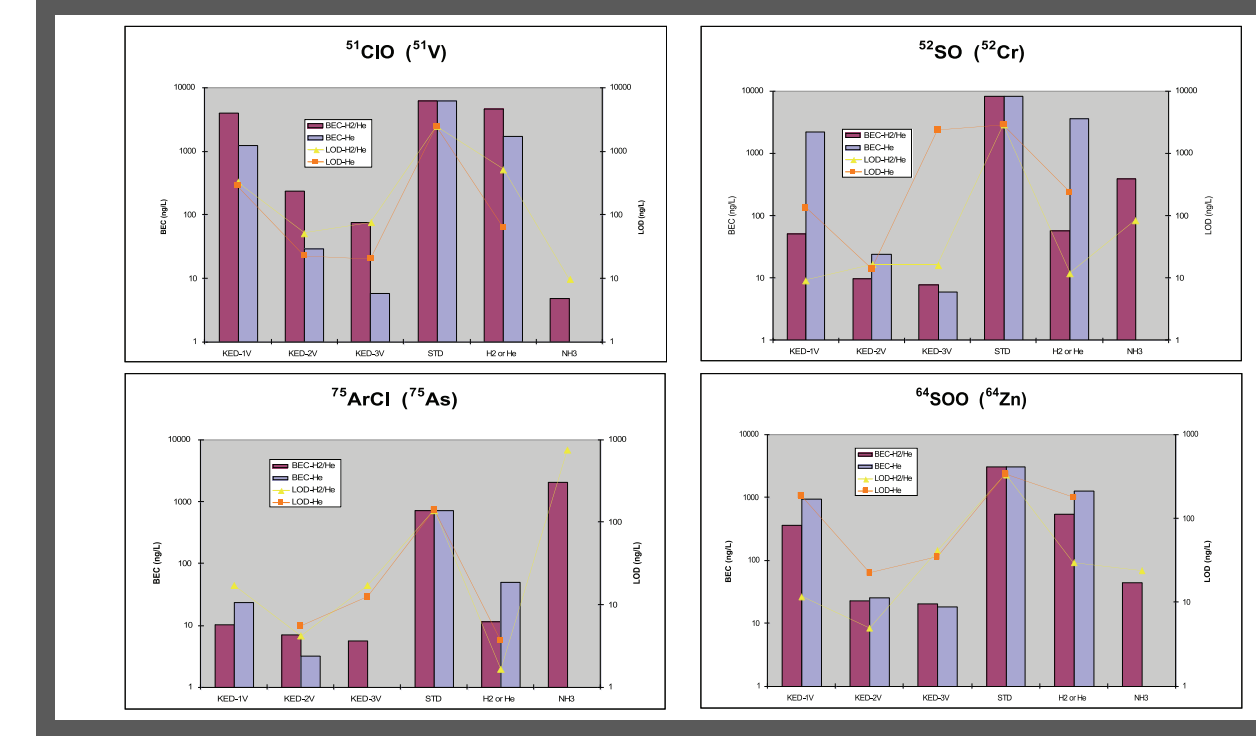 ⁵¹ClO (⁵¹V)
10000
1000
100
10
1
BEC (ng/L)
BEC-H2/He
BEC-He
LOD-H2/He
LOD-He
10000
1000
100
10
1
LOD (ng/L)
KED-1V KED-2V KED-3V STD H2 or He NH3
⁵²SO (⁵²Cr)
10000
1000
100
10
1
BEC (ng/L)
BEC-H2/He
BEC-He
LOD-H2/He
LOD-He
10000
1000
100
10
1
LOD (ng/L)
KED-1V KED-2V KED-3V STD H2 or He NH3
⁷⁵ArCl (⁷⁵As)
10000
1000
100
10
1
BEC (ng/L)
BEC-H2/He
BEC-He
LOD-H2/He
LOD-He
1000
100
10
1
LOD (ng/L)
KED-1V KED-2V KED-3V STD H2 or He NH3
⁶⁴SOO (⁶⁴Zn)
10000
1000
100
10
1
BEC (ng/L)
BEC-H2/He
BEC-He
LOD-H2/He
LOD-He
1000
100
10
1
LOD (ng/L)
KED-1V KED-2V KED-3V STD H2 or He NH3